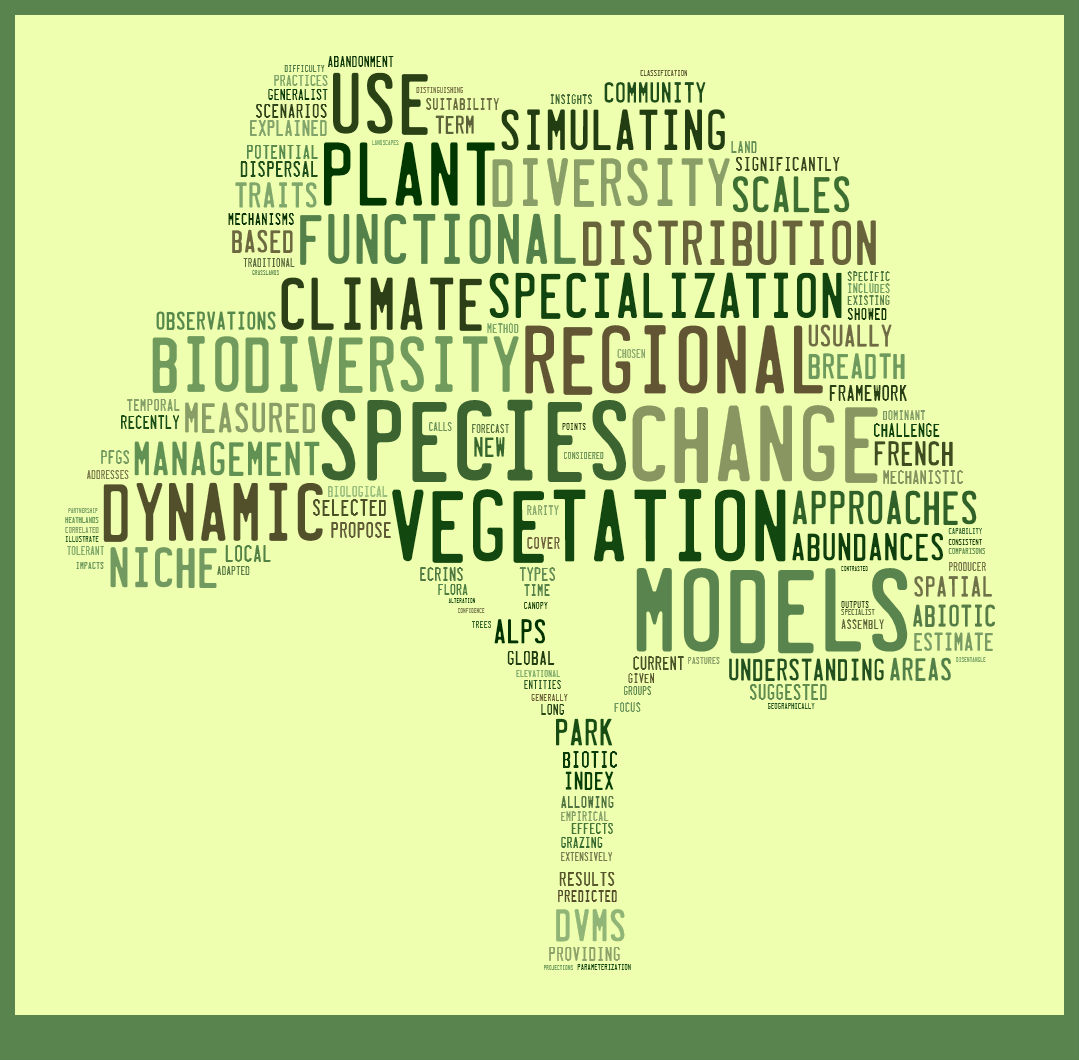 ABANDONMENT
DIFFICULTY
CLASSIFICATION
PRACTICES
USE
DISTINGUISHING
GENERALIST
INSIGHTS
COMMUNITY
SCENARIOS
SUITABILITY
EXPLAINED
TERM
SIMULATING
LANDSCAPES
LAND
POTENTIAL
PLANT
DIVERSITY
SIGNIFICANTLY
DISPERSAL
TRAITS
SCALES
MECHANISMS
FUNCTIONAL
DISTRIBUTION
BASED
TRADITIONAL
GRASSLANDS
CLIMATE
SPECIALIZATION
SPECIFIC
INCLUDES
EXISTING
SHOWED
OBSERVATIONS
METHOD
USUALLY
BIODIVERSITY
REGIONAL
CHOSEN
BREADTH
FRAMEWORK
TEMPORAL
RECENTLY
MEASURED
SPECIES
CALLS
FORECAST
POINTS
NEW
CONSIDERED
CHANGE
DOMINANT
CHALLENGE
FRENCH
PFGS
MANAGEMENT
ADDRESSES
MECHANISTIC
DYNAMIC
BIOLOGICAL
SELECTED
PROPOSE
VEGETATION
RARITY
COVER
APPROACHES
ABUNDANCES
PARTNERSHIP
HEATHLANDS
CORRELATED
ILLUSTRATE
TOLERANT
IMPACTS
NICHE
LOCAL
ADAPTED
CAPABILITY
CONSISTENT
COMPARISONS
ECRINS
TYPES
CONTRASTED
PRODUCER
FLORA
TIME
MODELS
SPATIAL
ALTERATION
CANOPY
OUTPUTS
SPECIALIST
ASSEMBLY
ABIOTIC
CONFIDENCE
TREES
ALPS
ESTIMATE
GLOBAL
CURRENT
PASTURES
UNDERSTANDING
AREAS
DISENTANGLE
ELEVATIONAL
GIVEN
ENTITIES
GROUPS
SUGGESTED
GENERALLY
LONG
FOCUS
GEOGRAPHICALLY
PARK
BIOTIC
INDEX
ALLOWING
EMPIRICAL
EFFECTS
GRAZING
EXTENSIVELY
RESULTS
PREDICTED
DVMS
PROVIDING
PROJECTIONS
PARAMETERIZATION